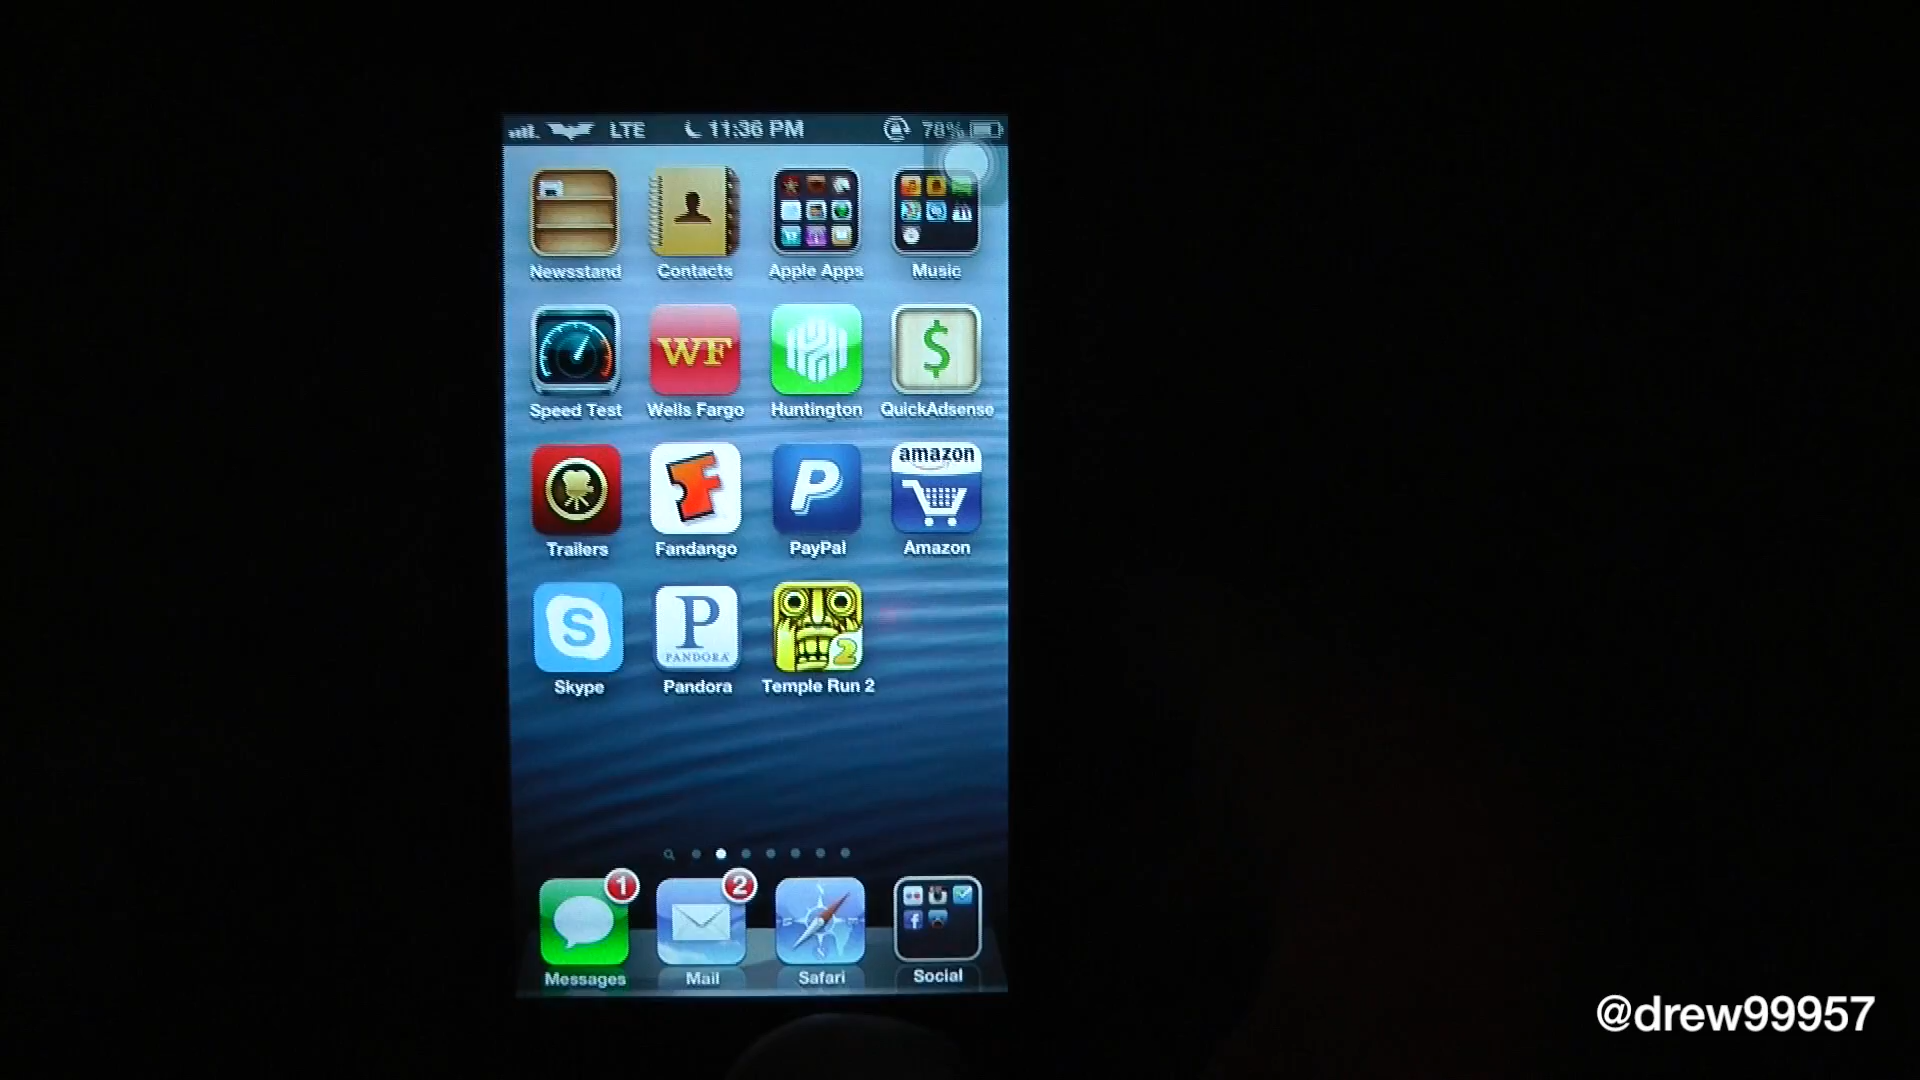 LTE 11:36 PM 78%
Newsstand Contacts Apple Apps Music
WF $
Speed Test Wells Fargo Huntington QuickAdsense
F P amazon
Trailers Fandango PayPal Amazon
S P PANDORA 2
Skype Pandora Temple Run 2
1 2
Messages Mail Safari Social
@drew99957